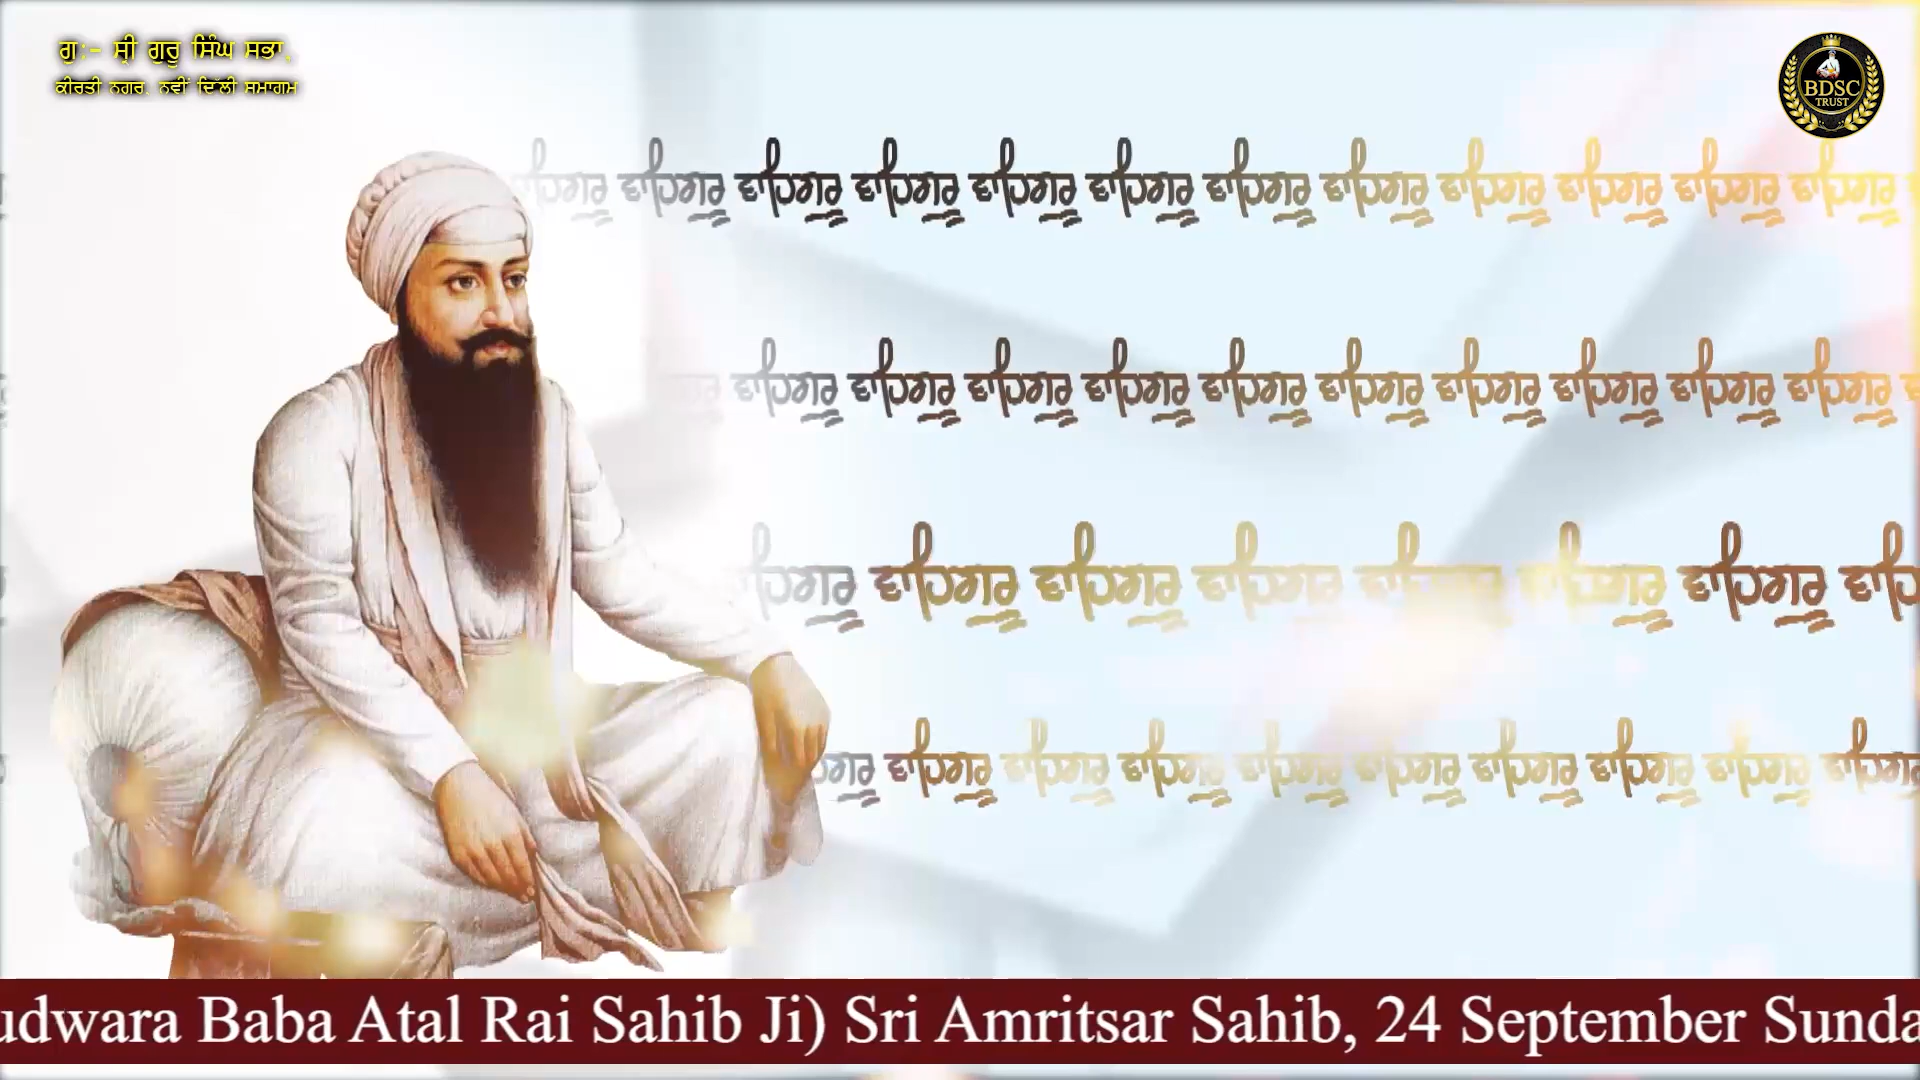 ਗੁ:- ਸ੍ਰੀ ਗੁਰੂ ਸਿੰਘ ਸਭਾ,
ਕੀਰਤੀ ਨਗਰ, ਨਵੀਂ ਦਿੱਲੀ ਸਮਾਗਮ
BDSC
TRUST
ਵਾਹਿਗੁਰੂ ਵਾਹਿਗੁਰੂ ਵਾਹਿਗੁਰੂ ਵਾਹਿਗੁਰੂ ਵਾਹਿਗੁਰੂ ਵਾਹਿਗੁਰੂ ਵਾਹਿਗੁਰੂ ਵਾਹਿਗੁਰੂ ਵਾਹਿਗੁਰੂ ਵਾਹਿਗੁਰੂ ਵਾਹਿਗੁਰੂ ਵਾਹਿਗੁਰੂ
ਵਾਹਿਗੁਰੂ ਵਾਹਿਗੁਰੂ ਵਾਹਿਗੁਰੂ ਵਾਹਿਗੁਰੂ ਵਾਹਿਗੁਰੂ ਵਾਹਿਗੁਰੂ ਵਾਹਿਗੁਰੂ ਵਾਹਿਗੁਰੂ ਵਾਹਿਗੁਰੂ ਵਾਹਿਗੁਰੂ
ਵਾਹਿਗੁਰੂ ਵਾਹਿਗੁਰੂ ਵਾਹਿਗੁਰੂ ਵਾਹਿਗੁਰੂ ਵਾਹਿਗੁਰੂ ਵਾਹਿਗੁਰੂ ਵਾਹਿਗੁਰੂ ਵਾਹਿ
ਗੁਰੂ ਵਾਹਿਗੁਰੂ ਵਾਹਿਗੁਰੂ ਵਾਹਿਗੁਰੂ ਵਾਹਿਗੁਰੂ ਵਾਹਿਗੁਰੂ ਵਾਹਿਗੁਰੂ ਵਾਹਿਗੁਰੂ ਵਾਹਿਗੁਰੂ ਵਾਹਿਗੁਰੂ
udwara Baba Atal Rai Sahib Ji) Sri Amritsar Sahib, 24 September Sunda